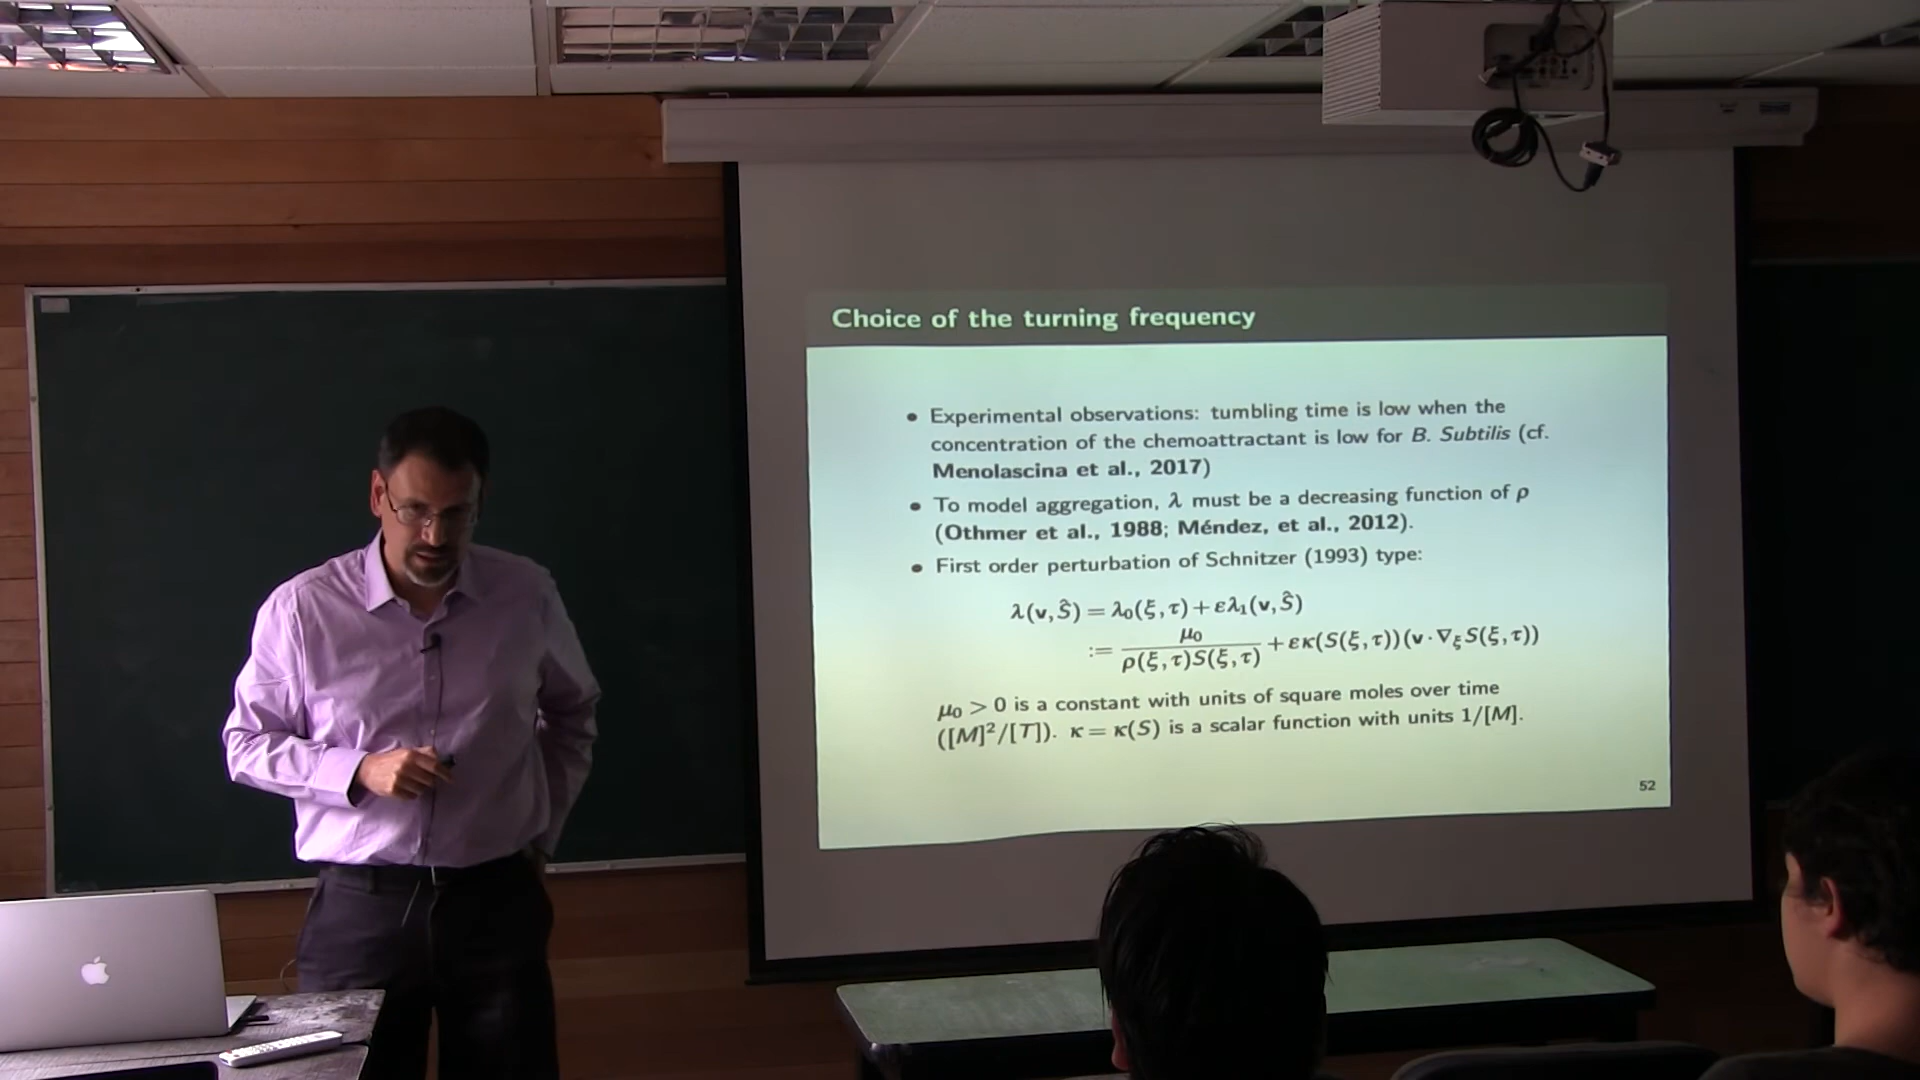 Choice of the turning frequency
• Experimental observations: tumbling time is low when the
concentration of the chemoattractant is low for B. Subtilis (cf.
Menolascina et al., 2017)
• To model aggregation, λ must be a decreasing function of ρ
(Othmer et al., 1988; Méndez, et al., 2012).
• First order perturbation of Schnitzer (1993) type:
λ(v,Ŝ) = λ₀(ξ,τ) + ελ₁(v,Ŝ)
:= μ₀ / ρ(ξ,τ)S(ξ,τ) + εκ(S(ξ,τ))(v·∇_ξ S(ξ,τ))
μ₀ > 0 is a constant with units of square moles over time
([M]²/[T]). κ = κ(S) is a scalar function with units 1/[M].
52